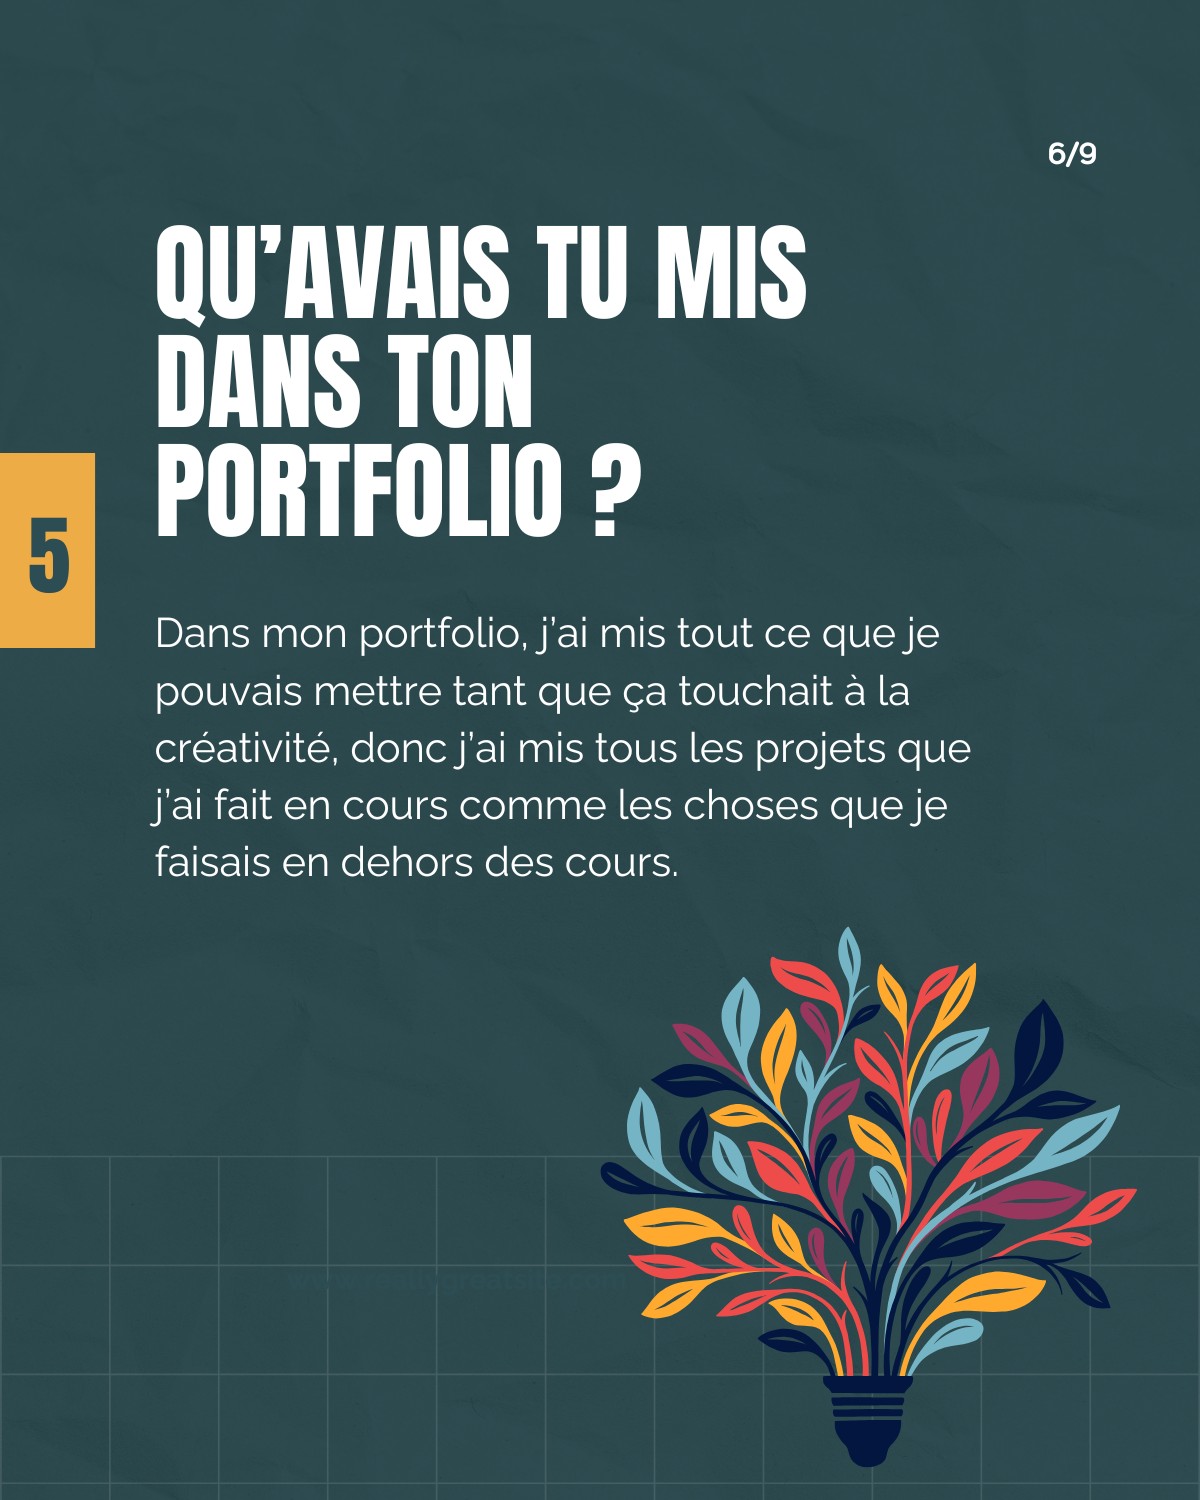 6/9
QU’AVAIS TU MIS
DANS TON
PORTFOLIO ?
5
Dans mon portfolio, j’ai mis tout ce que je
pouvais mettre tant que ça touchait à la
créativité, donc j’ai mis tous les projets que
j’ai fait en cours comme les choses que je
faisais en dehors des cours.